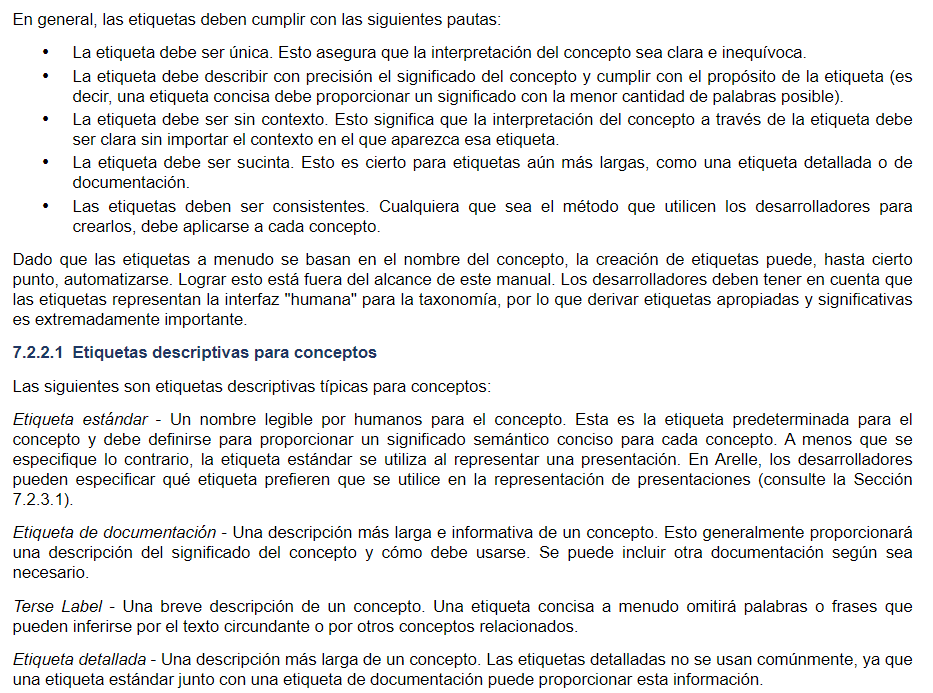 En general, las etiquetas deben cumplir con las siguientes pautas:
• La etiqueta debe ser única. Esto asegura que la interpretación del concepto sea clara e inequívoca.
• La etiqueta debe describir con precisión el significado del concepto y cumplir con el propósito de la etiqueta (es
decir, una etiqueta concisa debe proporcionar un significado con la menor cantidad de palabras posible).
• La etiqueta debe ser sin contexto. Esto significa que la interpretación del concepto a través de la etiqueta debe
ser clara sin importar el contexto en el que aparezca esa etiqueta.
• La etiqueta debe ser sucinta. Esto es cierto para etiquetas aún más largas, como una etiqueta detallada o de
documentación.
• Las etiquetas deben ser consistentes. Cualquiera que sea el método que utilicen los desarrolladores para
crearlos, debe aplicarse a cada concepto.
Dado que las etiquetas a menudo se basan en el nombre del concepto, la creación de etiquetas puede, hasta cierto
punto, automatizarse. Lograr esto está fuera del alcance de este manual. Los desarrolladores deben tener en cuenta que
las etiquetas representan la interfaz "humana" para la taxonomía, por lo que derivar etiquetas apropiadas y significativas
es extremadamente importante.
7.2.2.1 Etiquetas descriptivas para conceptos
Las siguientes son etiquetas descriptivas típicas para conceptos:
Etiqueta estándar - Un nombre legible por humanos para el concepto. Esta es la etiqueta predeterminada para el
concepto y debe definirse para proporcionar un significado semántico conciso para cada concepto. A menos que se
especifique lo contrario, la etiqueta estándar se utiliza al representar una presentación. En Arelle, los desarrolladores
pueden especificar qué etiqueta prefieren que se utilice en la representación de presentaciones (consulte la Sección
7.2.3.1).
Etiqueta de documentación - Una descripción más larga e informativa de un concepto. Esto generalmente proporcionará
una descripción del significado del concepto y cómo debe usarse. Se puede incluir otra documentación según sea
necesario.
Terse Label - Una breve descripción de un concepto. Una etiqueta concisa a menudo omitirá palabras o frases que
pueden inferirse por el texto circundante o por otros conceptos relacionados.
Etiqueta detallada - Una descripción más larga de un concepto. Las etiquetas detalladas no se usan comúnmente, ya que
una etiqueta estándar junto con una etiqueta de documentación puede proporcionar esta información.